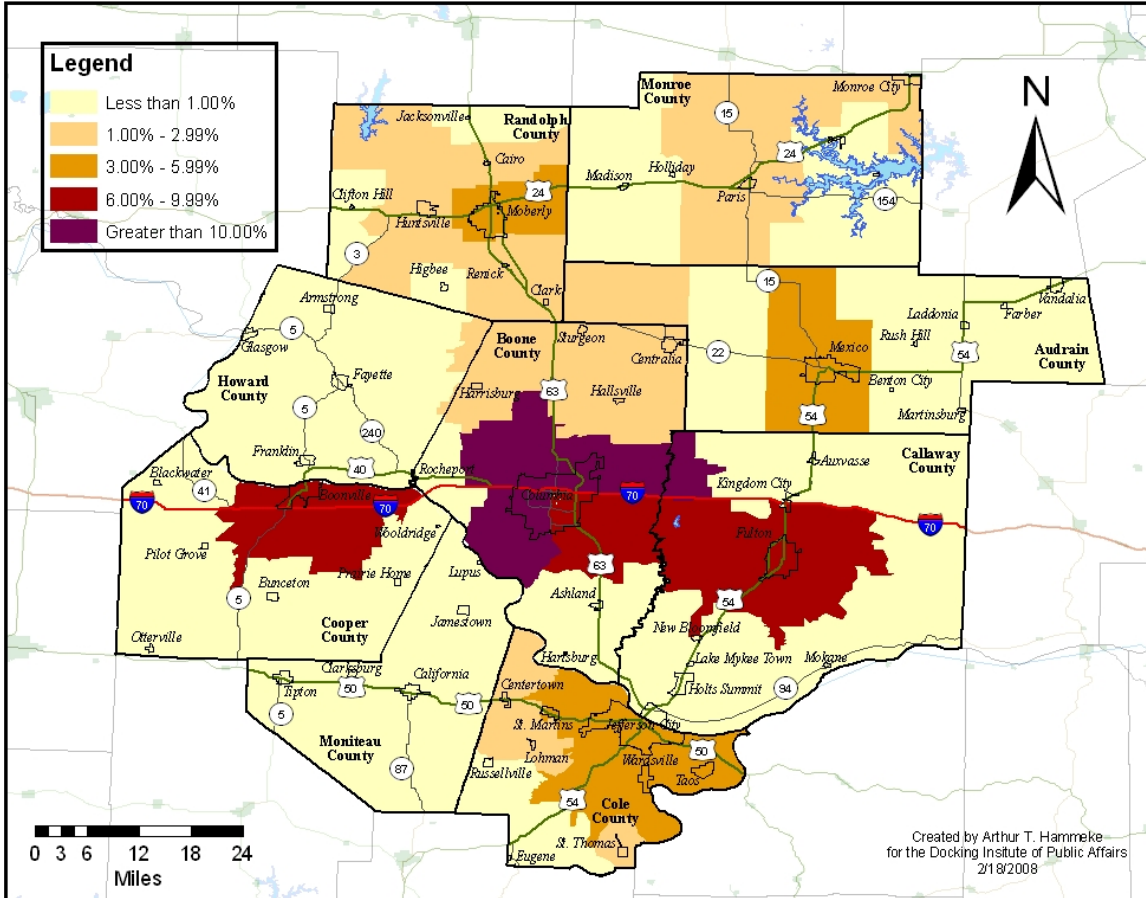 Legend
Less than 1.00%
1.00% - 2.99%
3.00% - 5.99%
6.00% - 9.99%
Greater than 10.00%
N
Monroe
County
Monroe City
15
24
Jacksonville
Randolph
County
Cairo
24
Madison
Holliday
Paris
154
Clifton Hill
Huntsville
Moberly
3
Higbee
Renick
Clark
Armstrong
5
Glasgow
Boone
County
Sturgeon
Centralia
22
15
Mexico
Laddonia
Rush Hill
Farber
Vandalia
54
Audrain
County
Benton City
Martinsburg
54
Howard
County
Fayette
5
240
Harrisburg
63
Hallsville
Franklin
40
Rocheport
Auxvasse
Callaway
County
Kingdom City
Blackwater
41
70
Boonville
70
Columbia
70
70
Wooldridge
Fulton
Pilot Grove
Bunceton
Prairie Home
Lupus
63
5
Ashland
54
Jamestown
New Bloomfield
Otterville
Cooper
County
Hartsburg
Lake Mykee Town
Mokane
Clarksburg
California
50
Tipton
50
Centertown
Holts Summit
94
5
St. Martins
Jefferson City
50
Moniteau
County
Lohman
Wardsville
Taos
87
Russellville
54
Cole
County
St. Thomas
Eugene
0 3 6 12 18 24
Miles
Created by Arthur T. Hammeke
for the Docking Insitute of Public Affairs
2/18/2008